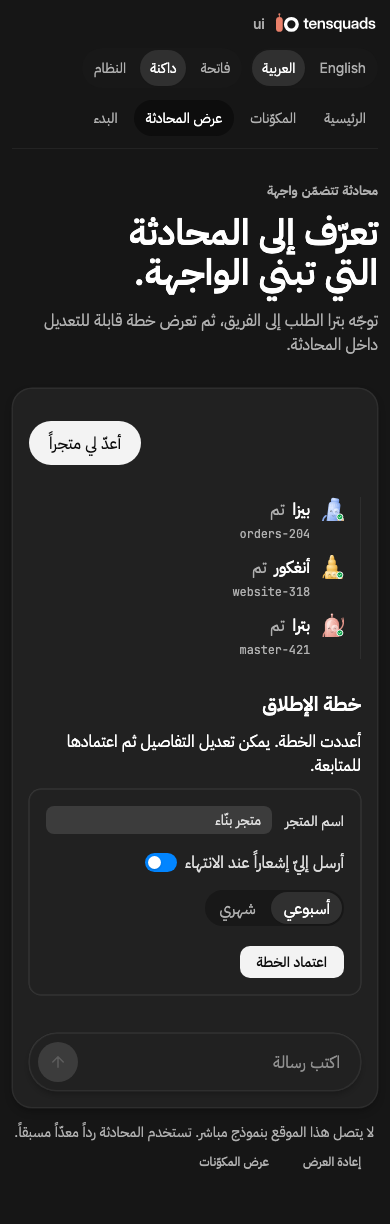 tensquads ui
English العربية فاتحة داكنة النظام
الرئيسية المكوّنات عرض المحادثة البدء
محادثة تتضمّن واجهة
تعرّف إلى المحادثة
التي تبني الواجهة.
توجّه بترا الطلب إلى الفريق، ثم تعرض خطة قابلة للتعديل
داخل المحادثة.
أعدّ لي متجراً
بيزا تم
orders-204
أنغكور تم
website-318
بترا تم
master-421
خطة الإطلاق
أعددت الخطة. يمكن تعديل التفاصيل ثم اعتمادها
للمتابعة.
اسم المتجر متجر بنّاء
أرسل إليّ إشعاراً عند الانتهاء
أسبوعي شهري
اعتماد الخطة
اكتب رسالة
لا يتصل هذا الموقع بنموذج مباشر. تستخدم المحادثة رداً معدّاً مسبقاً.
إعادة العرض عرض المكوّنات